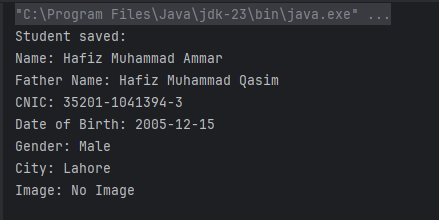 "C:\Program Files\Java\jdk-23\bin\java.exe" ...
Student saved:
Name: Hafiz Muhammad Ammar
Father Name: Hafiz Muhammad Qasim
CNIC: 35201-1041394-3
Date of Birth: 2005-12-15
Gender: Male
City: Lahore
Image: No Image